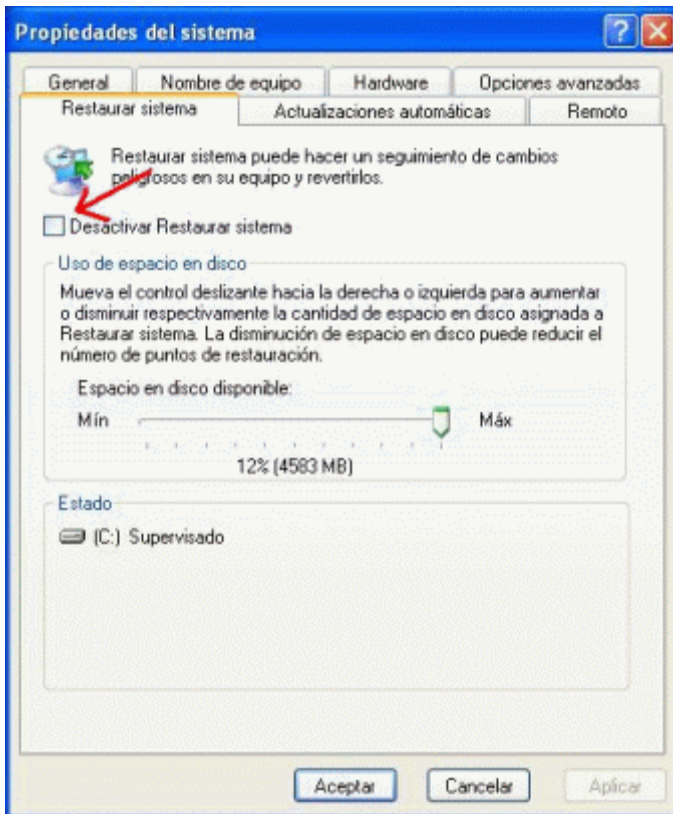 Propiedades del sistema
General Nombre de equipo Hardware Opciones avanzadas
Restaurar sistema Actualizaciones automáticas Remoto
Restaurar sistema puede hacer un seguimiento de cambios
peligrosos en su equipo y revertirlos.
Desactivar Restaurar sistema
Uso de espacio en disco
Mueva el control deslizante hacia la derecha o izquierda para aumentar
o disminuir respectivamente la cantidad de espacio en disco asignada a
Restaurar sistema. La disminución de espacio en disco puede reducir el
número de puntos de restauración.
Espacio en disco disponible:
Mín Máx
12% (4583 MB)
Estado
(C:) Supervisado
Aceptar Cancelar Aplicar